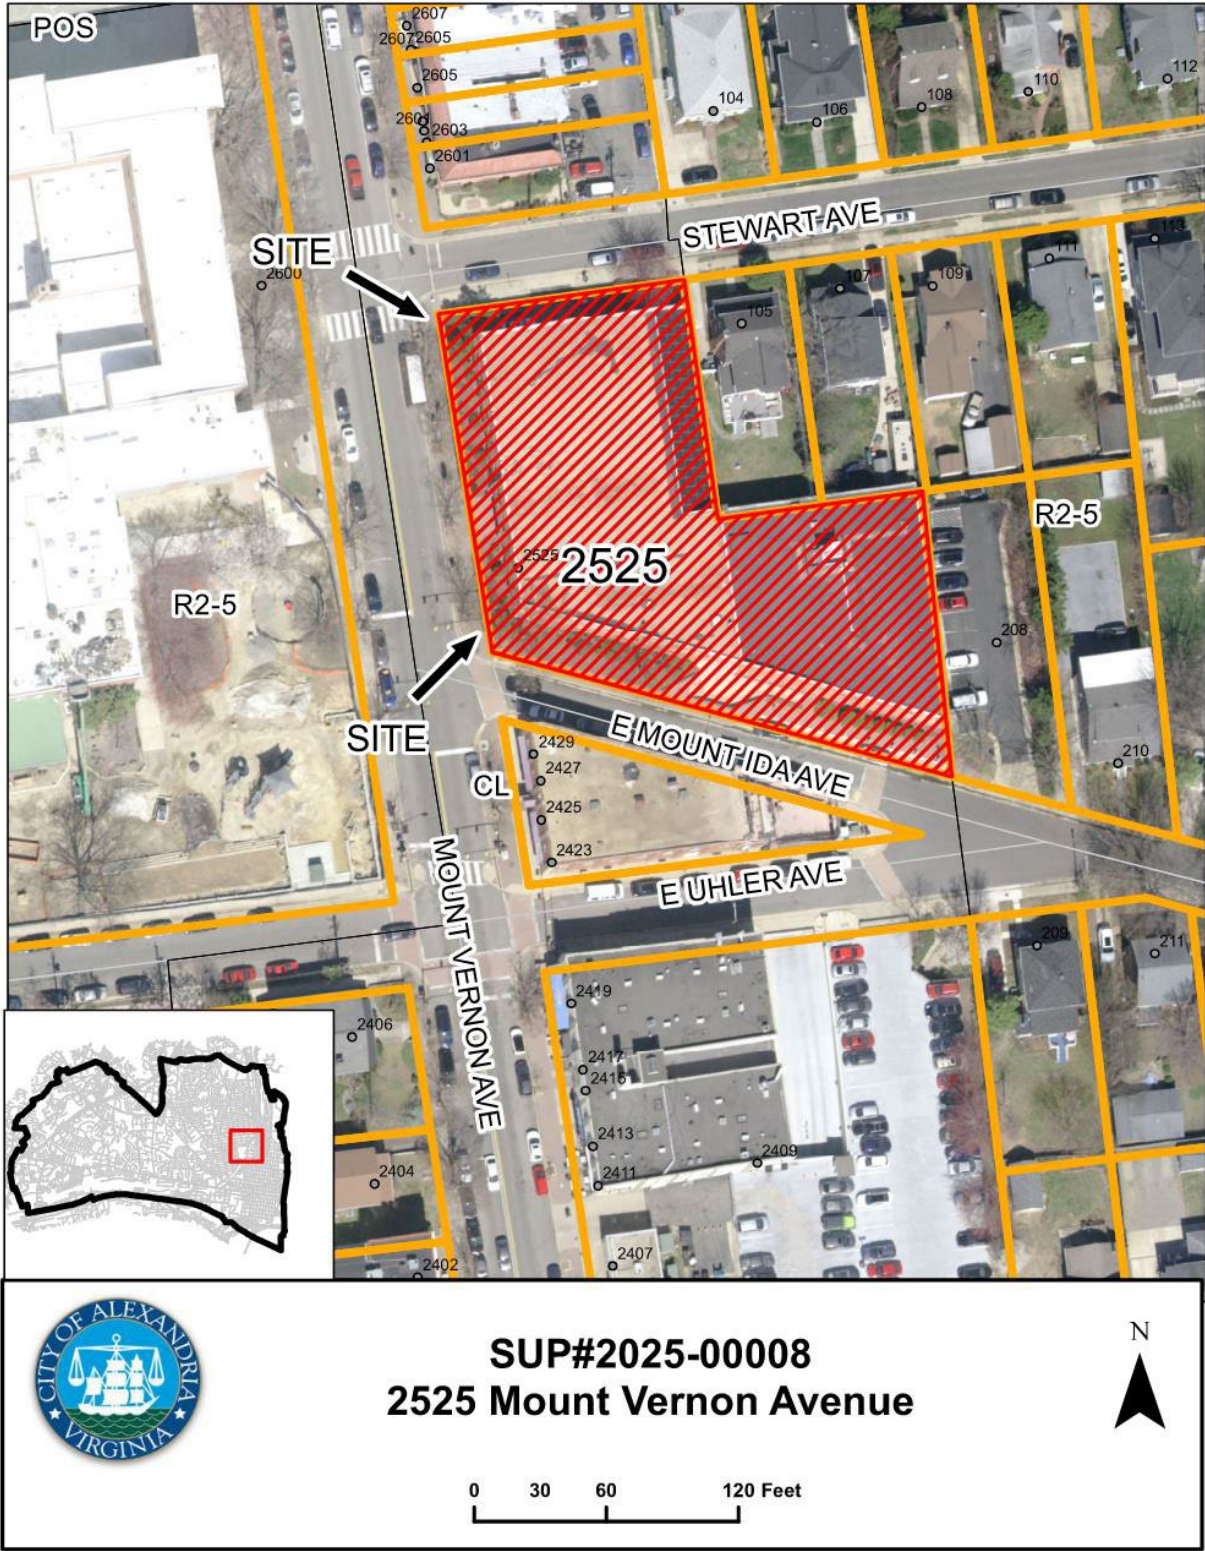 POS
2607
2607
2605
2605
2601
2603
2601
104
106
108
110
112
STEWART AVE
SITE
2600
105
107
109
111
113
2525
2525
R2-5
R2-5
208
210
SITE
E MOUNT IDA AVE
CL
2429
2427
2425
2423
E UHLER AVE
MOUNT VERNON AVE
209
211
2419
2417
2415
2413
2411
2409
2407
2406
2404
2402
CITY OF ALEXANDRIA
VIRGINIA
SUP#2025-00008
2525 Mount Vernon Avenue
N
0 30 60 120 Feet